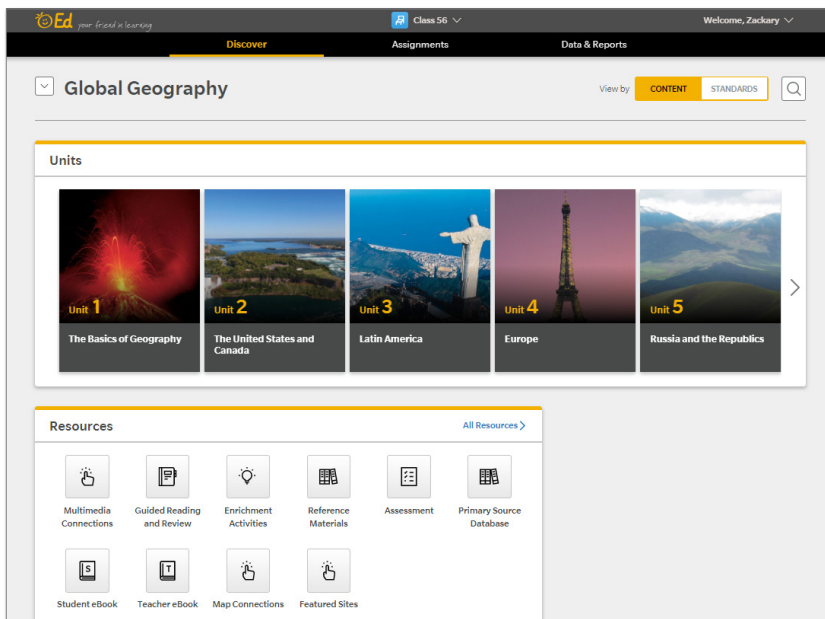 Ed your friend in learning
Class 56
Welcome, Zackary
Discover
Assignments
Data & Reports
Global Geography
View by
CONTENT
STANDARDS
Units
Unit 1
Unit 2
Unit 3
Unit 4
Unit 5
The Basics of Geography
The United States and
Canada
Latin America
Europe
Russia and the Republics
Resources
All Resources
Multimedia
Connections
Guided Reading
and Review
Enrichment
Activities
Reference
Materials
Assessment
Primary Source
Database
S
T
Student eBook
Teacher eBook
Map Connections
Featured Sites